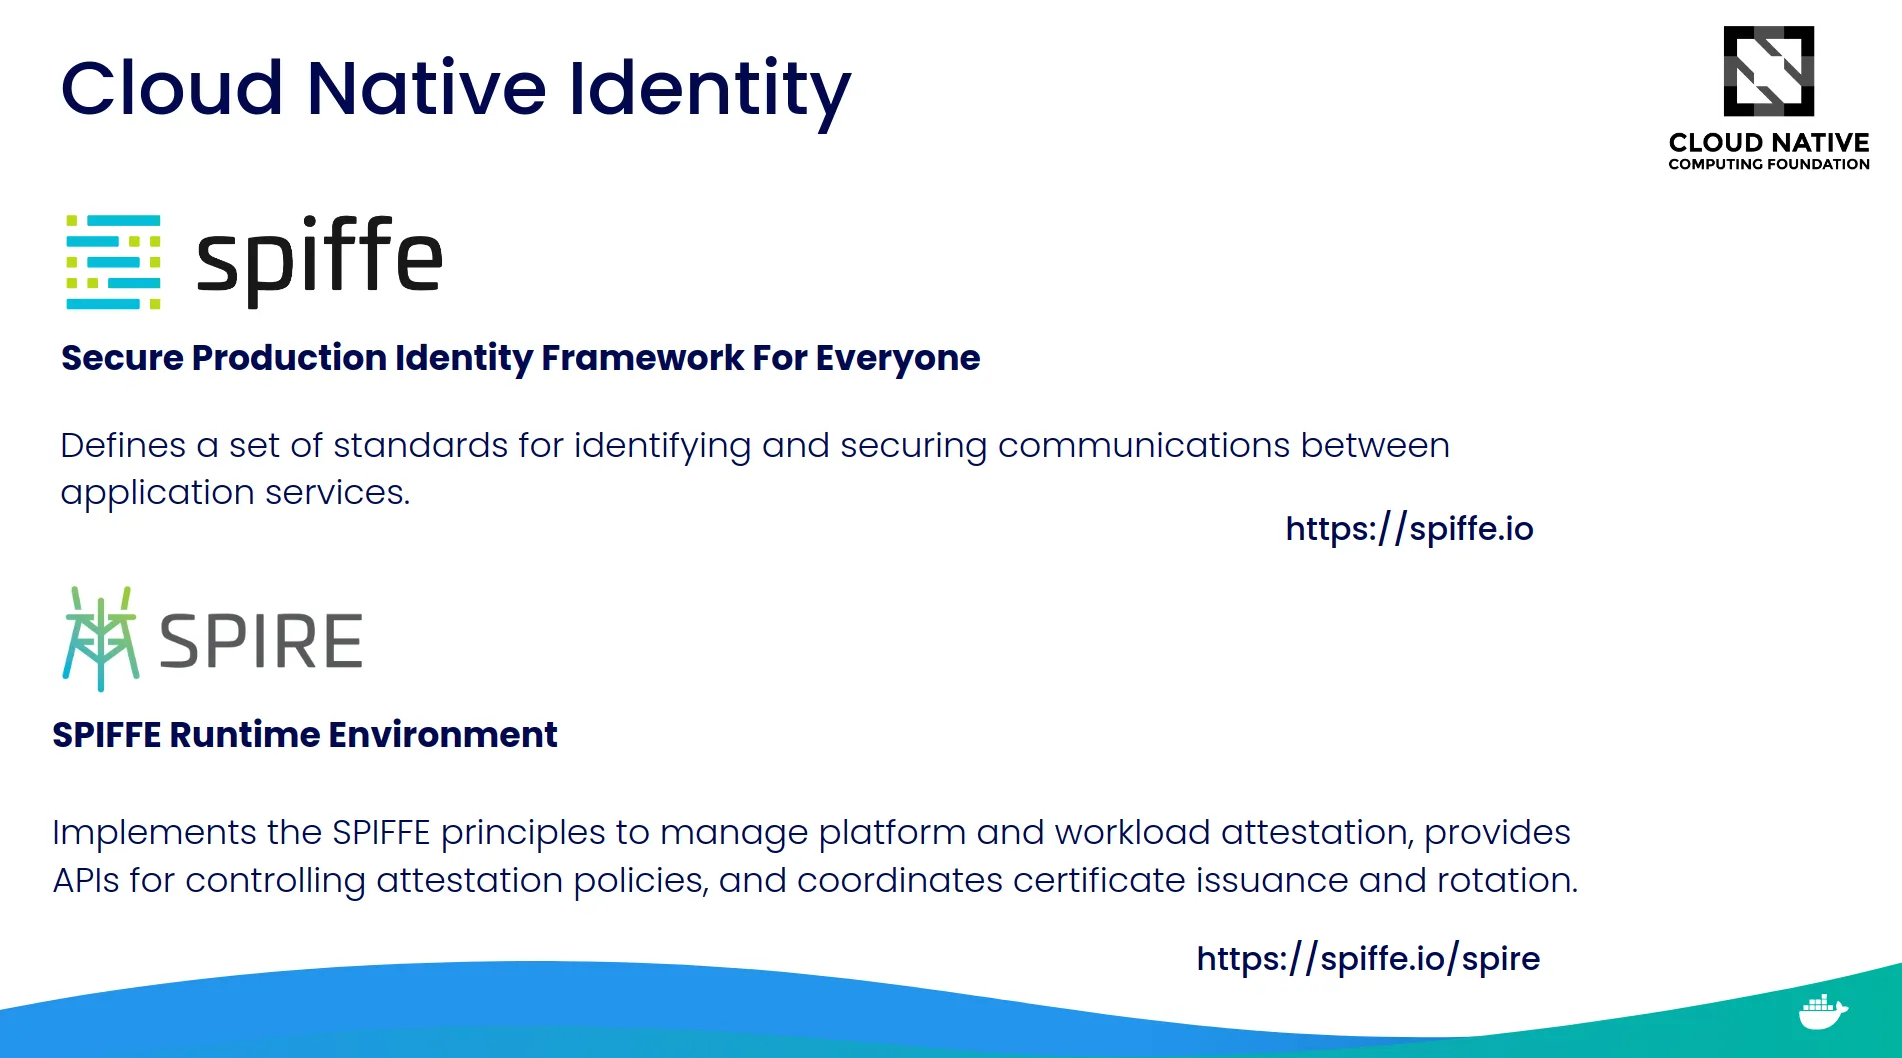 Cloud Native Identity
CLOUD NATIVE
COMPUTING FOUNDATION
spiffe
Secure Production Identity Framework For Everyone
Defines a set of standards for identifying and securing communications between
application services.
https://spiffe.io
SPIRE
SPIFFE Runtime Environment
Implements the SPIFFE principles to manage platform and workload attestation, provides
APIs for controlling attestation policies, and coordinates certificate issuance and rotation.
https://spiffe.io/spire